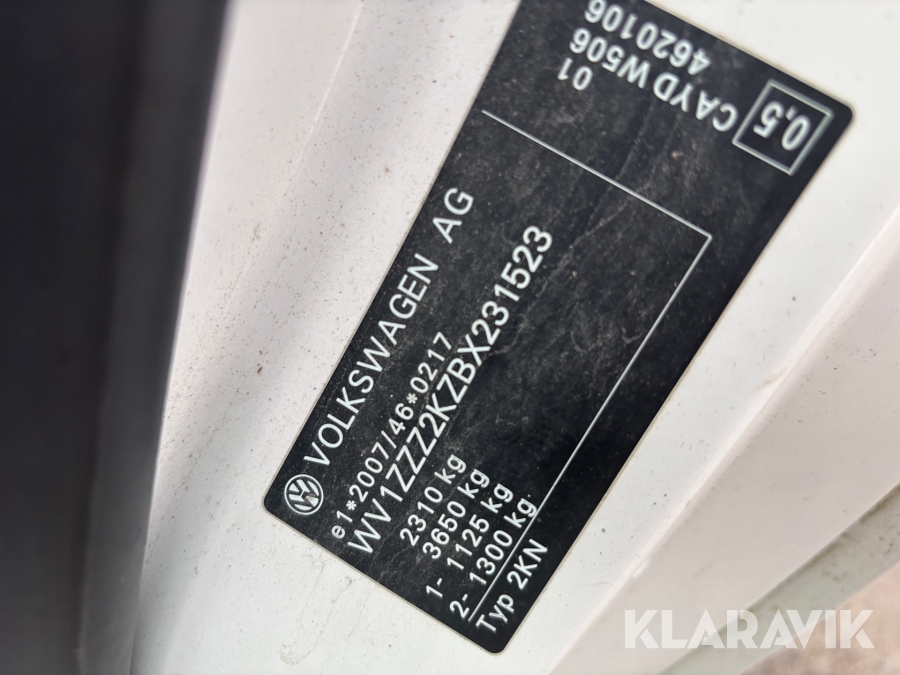 VOLKSWAGEN AG
e1*2007/46*0217
WV1ZZZ2KZBX231523
2310 kg
3650 kg
1- 1125 kg
2- 1300 kg
Typ 2KN
01
CAYD W506
4620106
0,5
KLARAVIK